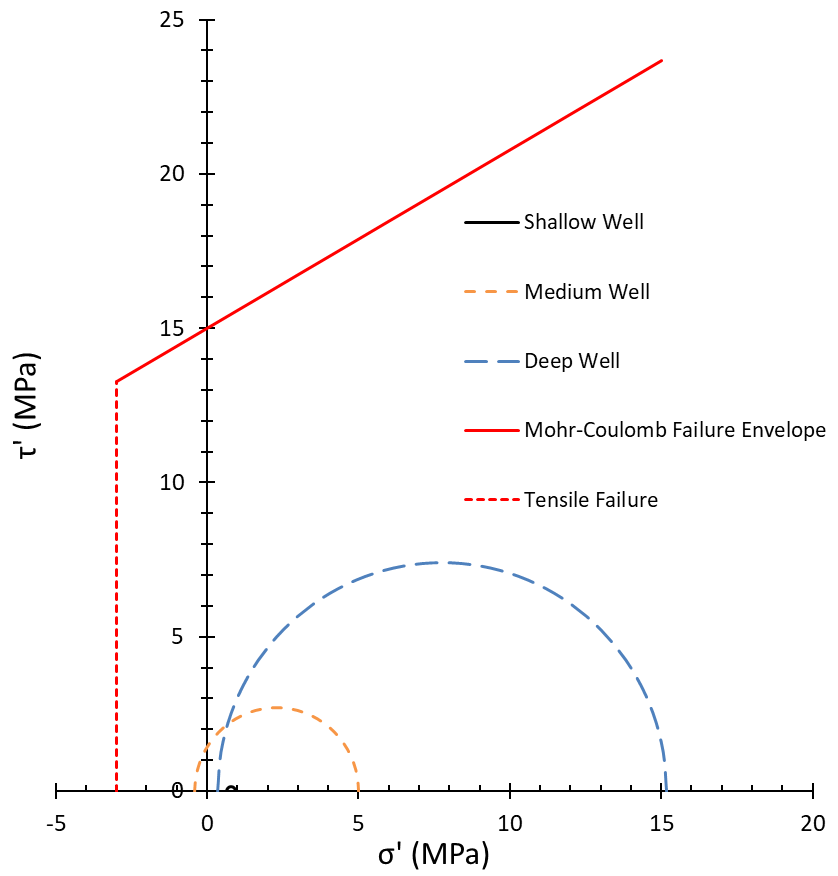 25
20
15
10
5
0
τ' (MPa)
Shallow Well
Medium Well
Deep Well
Mohr-Coulomb Failure Envelope
Tensile Failure
-5 0 5 10 15 20
σ' (MPa)